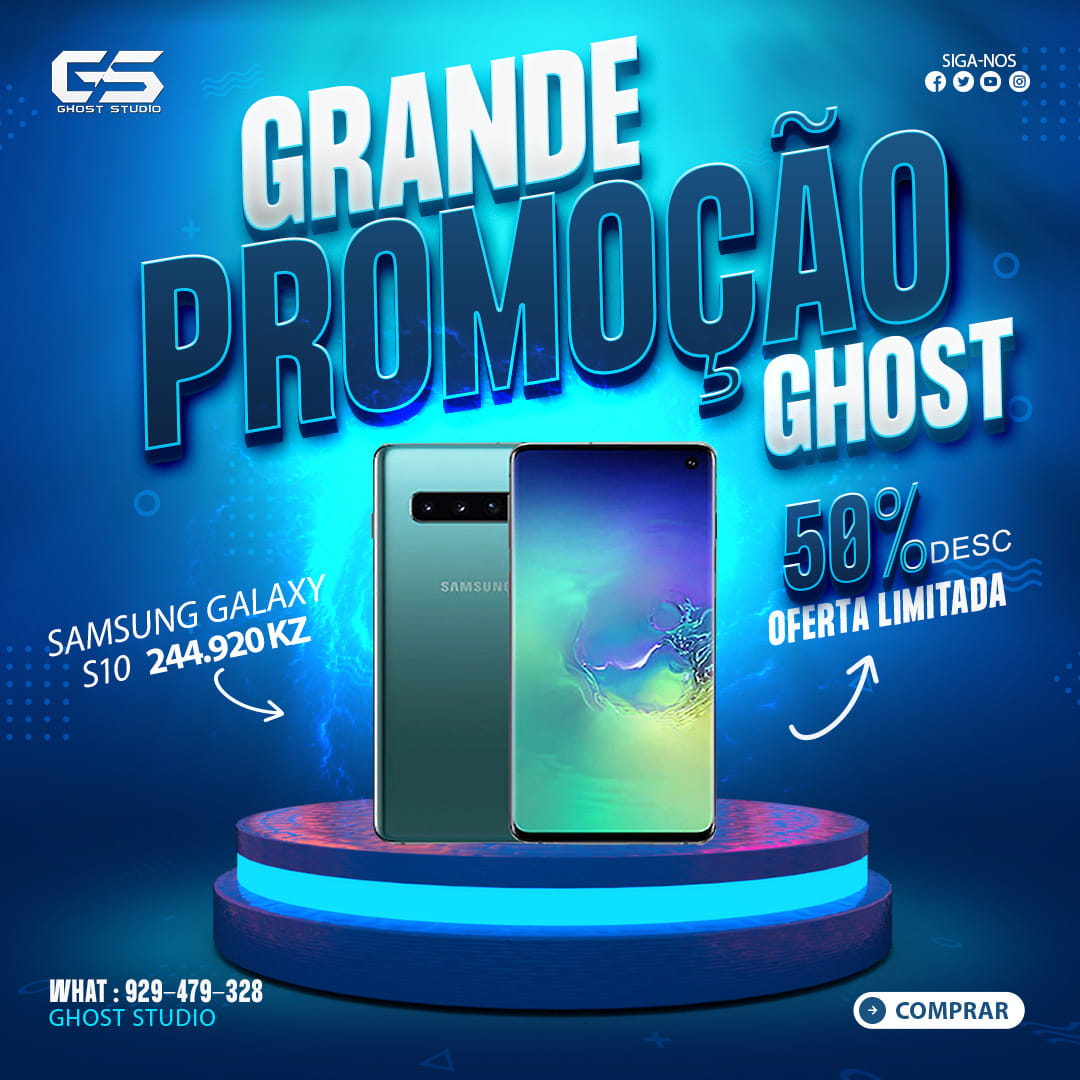 GS
GHOST STUDIO
SIGA-NOS
GRANDE
PROMOÇÃO
GHOST
50% DESC
OFERTA LIMITADA
SAMSUNG GALAXY
S10 244.920 KZ
SAMSUNG
WHAT : 929-479-328
GHOST STUDIO
COMPRAR